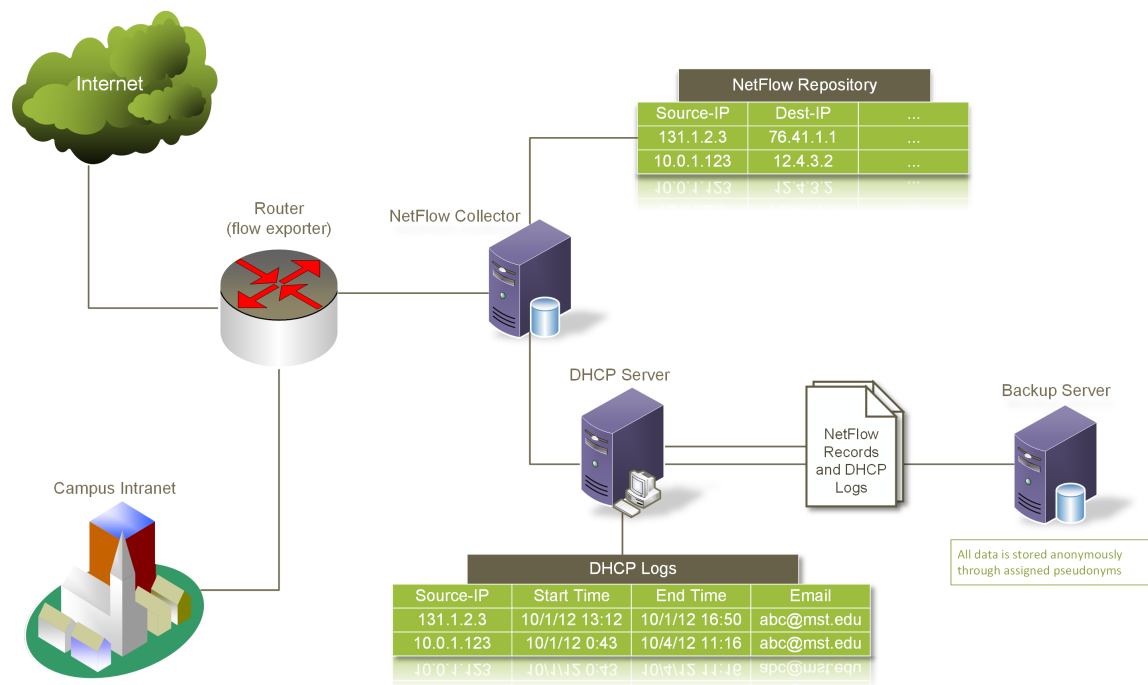 Internet
NetFlow Repository
Source-IP Dest-IP ...
131.1.2.3 76.41.1.1 ...
10.0.1.123 12.4.3.2 ...
Router
(flow exporter)
NetFlow Collector
DHCP Server
NetFlow
Records
and DHCP
Logs
Backup Server
All data is stored anonymously
through assigned pseudonyms
Campus Intranet
DHCP Logs
Source-IP Start Time End Time Email
131.1.2.3 10/1/12 13:12 10/1/12 16:50 abc@mst.edu
10.0.1.123 10/1/12 0:43 10/4/12 11:16 abc@mst.edu